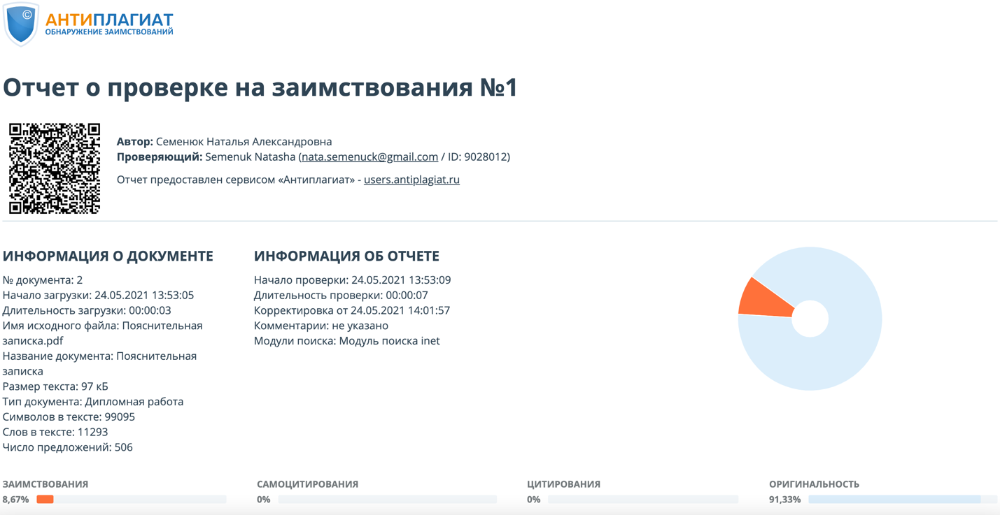 ©
АНТИПЛАГИАТ
ОБНАРУЖЕНИЕ ЗАИМСТВОВАНИЙ
Отчет о проверке на заимствования №1
Автор: Семенюк Наталья Александровна
Проверяющий: Semenuk Natasha (nata.semenuck@gmail.com / ID: 9028012)
Отчет предоставлен сервисом «Антиплагиат» - users.antiplagiat.ru
ИНФОРМАЦИЯ О ДОКУМЕНТЕ
№ документа: 2
Начало загрузки: 24.05.2021 13:53:05
Длительность загрузки: 00:00:03
Имя исходного файла: Пояснительная
записка.pdf
Название документа: Пояснительная
записка
Размер текста: 97 кБ
Тип документа: Дипломная работа
Символов в тексте: 99095
Слов в тексте: 11293
Число предложений: 506
ИНФОРМАЦИЯ ОБ ОТЧЕТЕ
Начало проверки: 24.05.2021 13:53:09
Длительность проверки: 00:00:07
Корректировка от 24.05.2021 14:01:57
Комментарии: не указано
Модули поиска: Модуль поиска inet
ЗАИМСТВОВАНИЯ
8,67%
САМОЦИТИРОВАНИЯ
0%
ЦИТИРОВАНИЯ
0%
ОРИГИНАЛЬНОСТЬ
91,33%